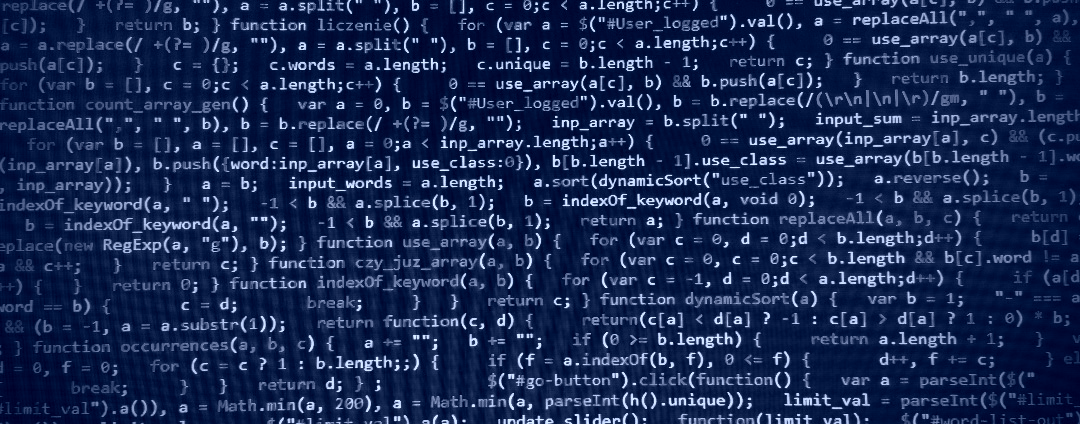 replace(/ +(?= )/g, ""), a = a.split(" "), b = [], c = 0;c < a.length;c++) { 0 == use_array(a[c], b)
[c]); } return b; } function liczenie() { for (var a = $("#User_logged").val(), a = replaceAll(",", " ", a),
a = a.replace(/ +(?= )/g, ""), a = a.split(" "), b = [], c = 0;c < a.length;c++) { 0 == use_array(a[c], b) &&
push(a[c]); } c = {}; c.words = a.length; c.unique = b.length - 1; return c; } function use_unique(a) {
for (var b = [], c = 0;c < a.length;c++) { 0 == use_array(a[c], b) && b.push(a[c]); } return b.length; }
function count_array_gen() { var a = 0, b = $("#User_logged").val(), b = b.replace(/(\r\n|\n|\r)/gm, " "), b =
replaceAll(",", " ", b), b = b.replace(/ +(?= )/g, ""); inp_array = b.split(" "); input_sum = inp_array.length
for (var b = [], a = [], c = [], a = 0;a < inp_array.length;a++) { 0 == use_array(inp_array[a], c) && (c.pu
(inp_array[a]), b.push({word:inp_array[a], use_class:0}), b[b.length - 1].use_class = use_array(b[b.length - 1].w
, inp_array)); } a = b; input_words = a.length; a.sort(dynamicSort("use_class")); a.reverse(); b =
indexOf_keyword(a, " "); -1 < b && a.splice(b, 1); b = indexOf_keyword(a, void 0); -1 < b && a.splice(b, 1)
b = indexOf_keyword(a, ""); -1 < b && a.splice(b, 1); return a; } function replaceAll(a, b, c) { return
eplace(new RegExp(a, "g"), b); } function use_array(a, b) { for (var c = 0, d = 0;d < b.length;d++) { b[d]
a && c++; } return c; } function czy_juz_array(a, b) { for (var c = 0, c = 0;c < b.length && b[c].word != a
++) { } return 0; } function indexOf_keyword(a, b) { for (var c = -1, d = 0;d < a.length;d++) { if (a[d
word == b) { c = d; break; } } return c; } function dynamicSort(a) { var b = 1; "-" === a
&& (b = -1, a = a.substr(1)); return function(c, d) { return(c[a] < d[a] ? -1 : c[a] > d[a] ? 1 : 0) * b;
} function occurrences(a, b, c) { a += ""; b += ""; if (0 >= b.length) { return a.length + 1; }
= 0, f = 0; for (c = c ? 1 : b.length;;) { if (f = a.indexOf(b, f), 0 <= f) { d++, f += c; } el
break; } } return d; } ; $("#go-button").click(function() { var a = parseInt($("
#limit_val").a()), a = Math.min(a, 200), a = Math.min(a, parseInt(h().unique)); limit_val = parseInt($("#limit_
$("#limit_val").a(a); update_slider(); function(limit_val); $("#word-list-out")